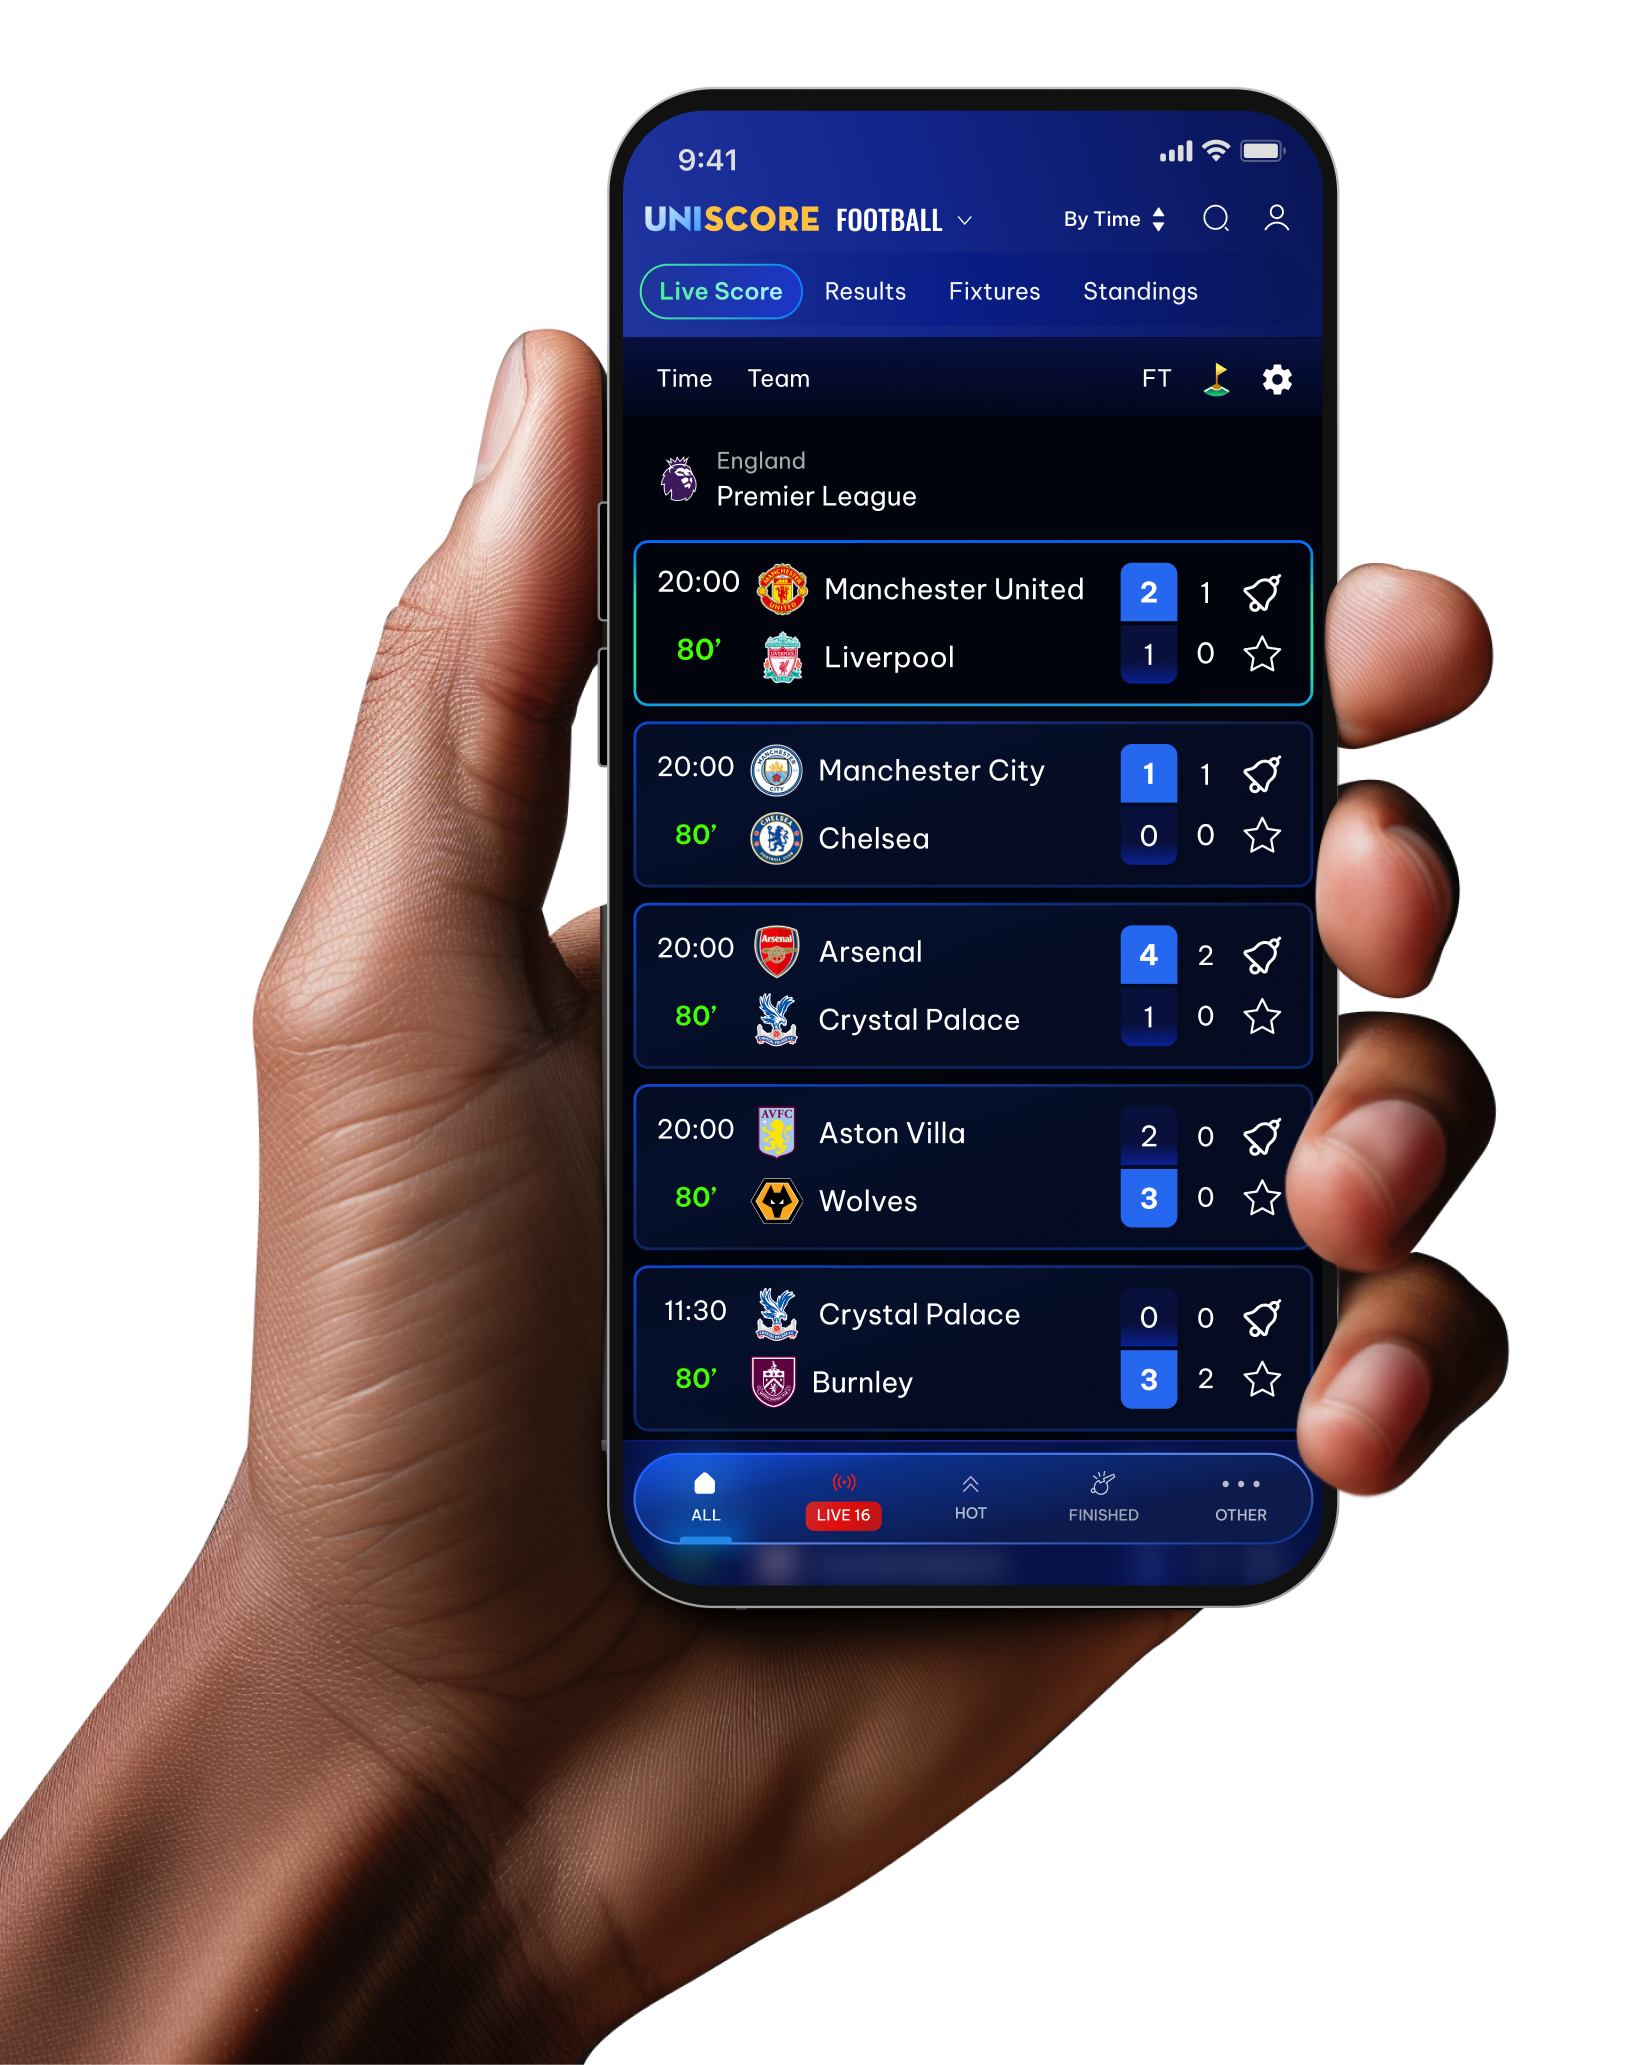 9:41
UNISCORE FOOTBALL By Time
Live Score Results Fixtures Standings
Time Team FT
England
Premier League
20:00 Manchester United 2 1
80’ Liverpool 1 0
20:00 Manchester City 1 1
80’ Chelsea 0 0
20:00 Arsenal 4 2
80’ Crystal Palace 1 0
20:00 AVFC Aston Villa 2 0
80’ Wolves 3 0
11:30 Crystal Palace 0 0
80’ Burnley 3 2
ALL LIVE 16 HOT FINISHED OTHER